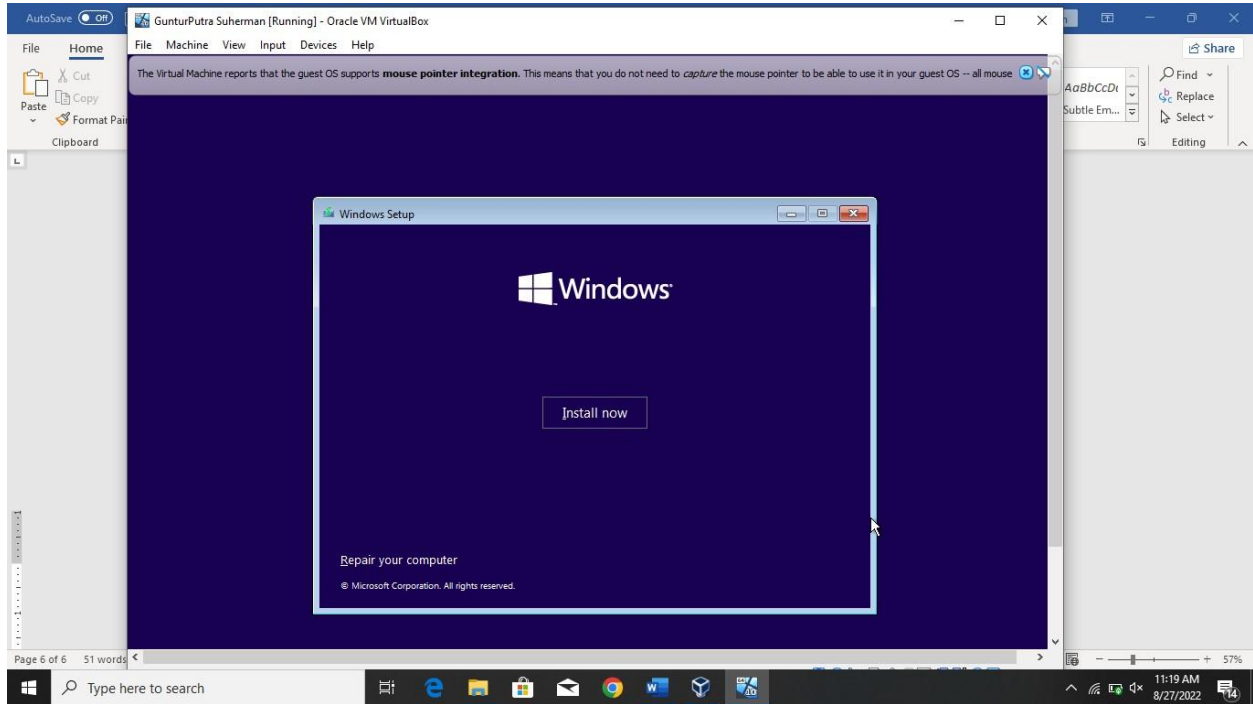 AutoSave Off
GunturPutra Suherman [Running] - Oracle VM VirtualBox
File Home
File Machine View Input Devices Help
Share
The Virtual Machine reports that the guest OS supports mouse pointer integration. This means that you do not need to capture the mouse pointer to be able to use it in your guest OS -- all mouse
Cut
Copy
Paste
Format Pai
Clipboard
AaBbCcDc
Subtle Em...
Find
Replace
Select
Editing
Windows Setup
Windows
Install now
Repair your computer
© Microsoft Corporation. All rights reserved.
Page 6 of 6 51 words
57%
Type here to search
11:19 AM
8/27/2022
14